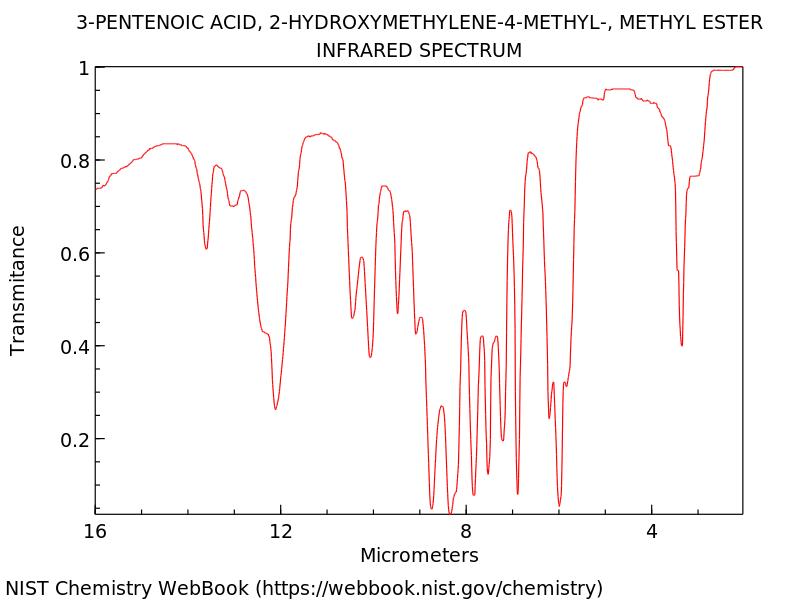 3-PENTENOIC ACID, 2-HYDROXYMETHYLENE-4-METHYL-, METHYL ESTER
INFRARED SPECTRUM
1
0.8
0.6
0.4
0.2
Transmitance
16 12 8 4
Micrometers
NIST Chemistry WebBook (https://webbook.nist.gov/chemistry)